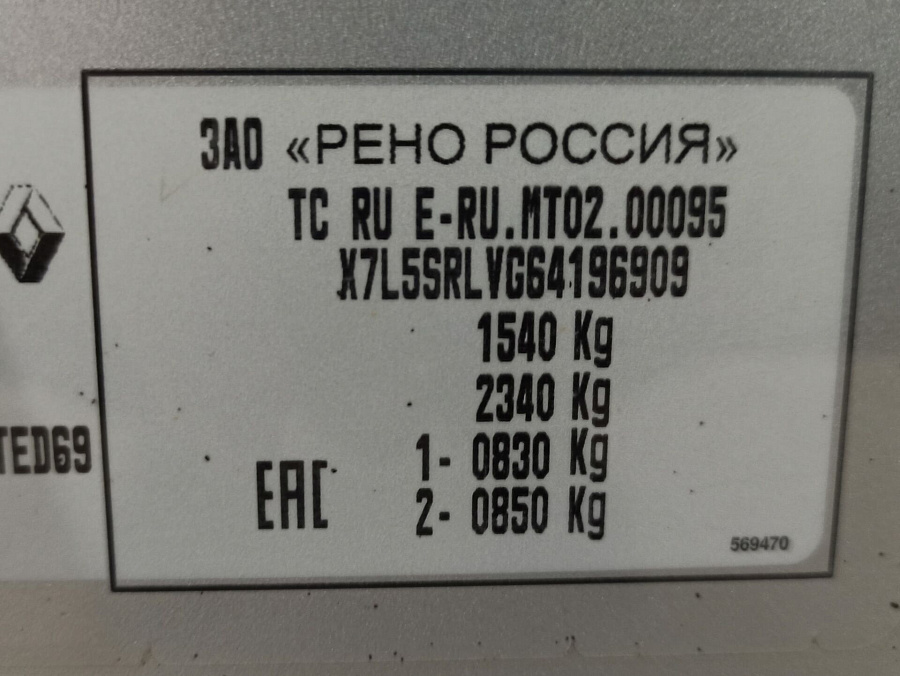 ЗАО «РЕНО РОССИЯ»
TC RU E-RU.MT02.00095
X7L5SRLVG64196909
1540 Kg
2340 Kg
TED69
1- 0830 Kg
EAC
2- 0850 Kg
569470